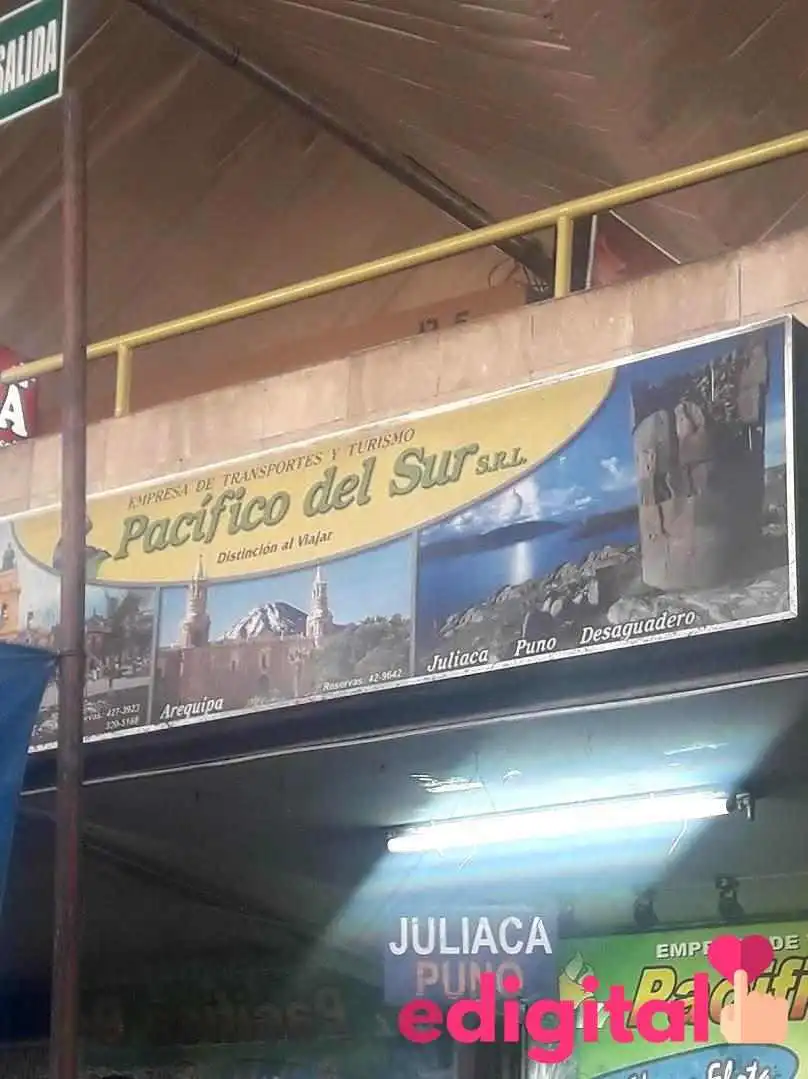 SALIDA
A
EMPRESA DE TRANSPORTES Y TURISMO
Pacífico del Sur S.R.L.
Distinción al Viajar
Reservas: 42-9642
Arequipa
Juliaca Puno Desaguadero
JULIACA
PUNO
DE
edigital